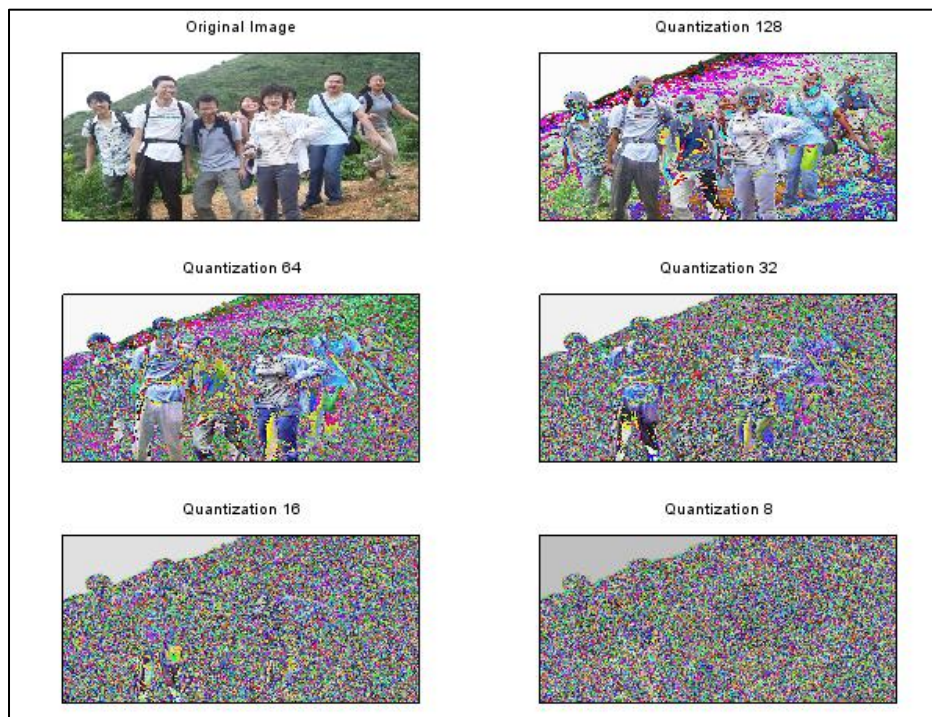 Original Image
Quantization 128
Quantization 64
Quantization 32
Quantization 16
Quantization 8